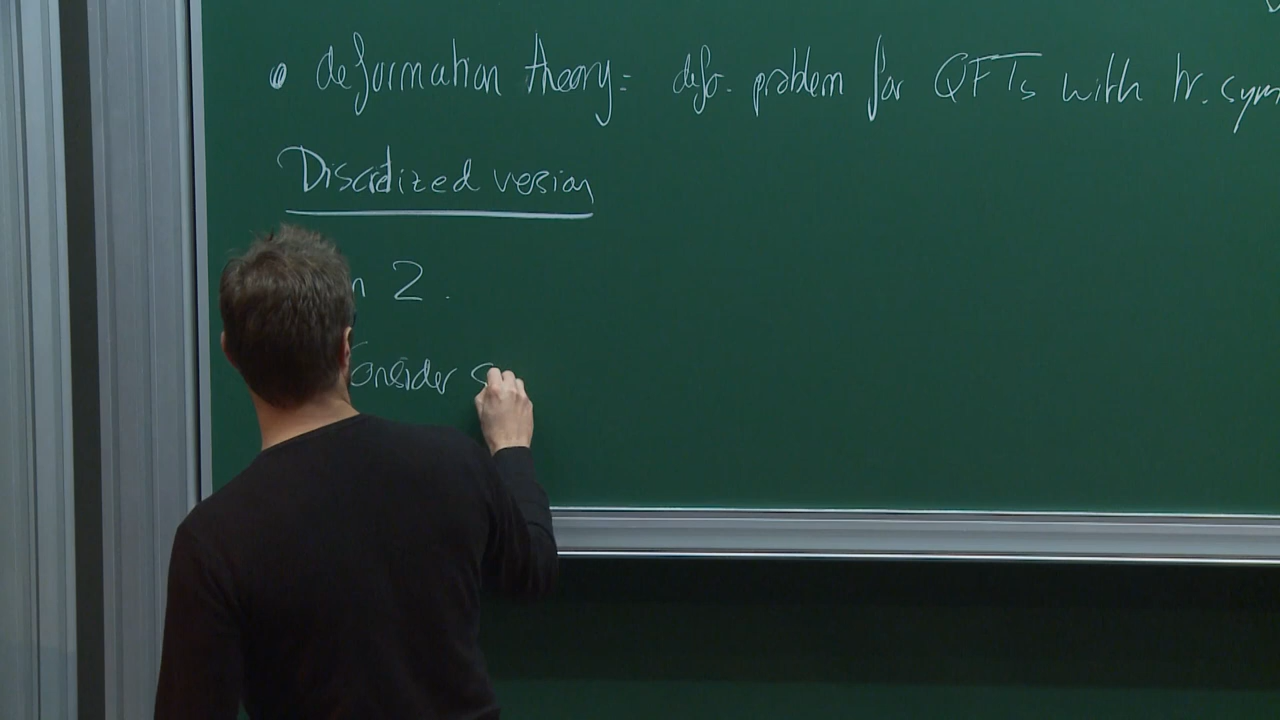 • deformation theory: defo. problem for QFTs with tr. sym
Discretized version
n 2.
onsider